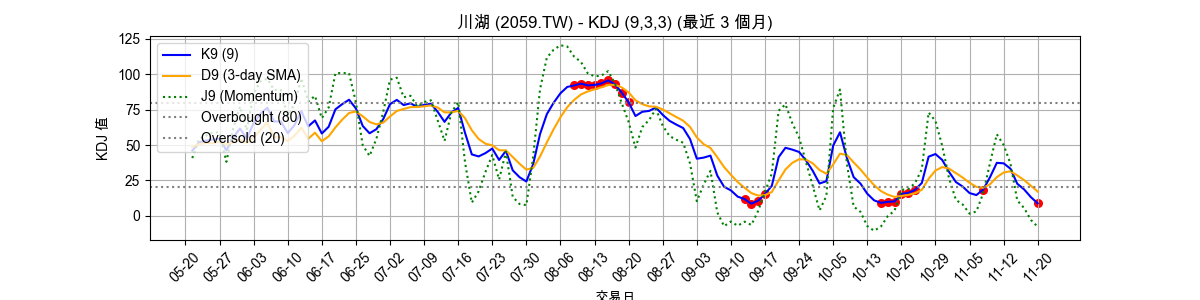 川湖 (2059.TW) - KDJ (9,3,3) (最近 3 個月)
KDJ 值
125
100
75
50
25
0
K9 (9)
D9 (3-day SMA)
J9 (Momentum)
Overbought (80)
Oversold (20)
05-20 05-27 06-03 06-10 06-17 06-25 07-02 07-09 07-16 07-23 07-30 08-06 08-13 08-20 08-27 09-03 09-10 09-17 09-24 10-05 10-13 10-20 10-29 11-05 11-12 11-20
交易日